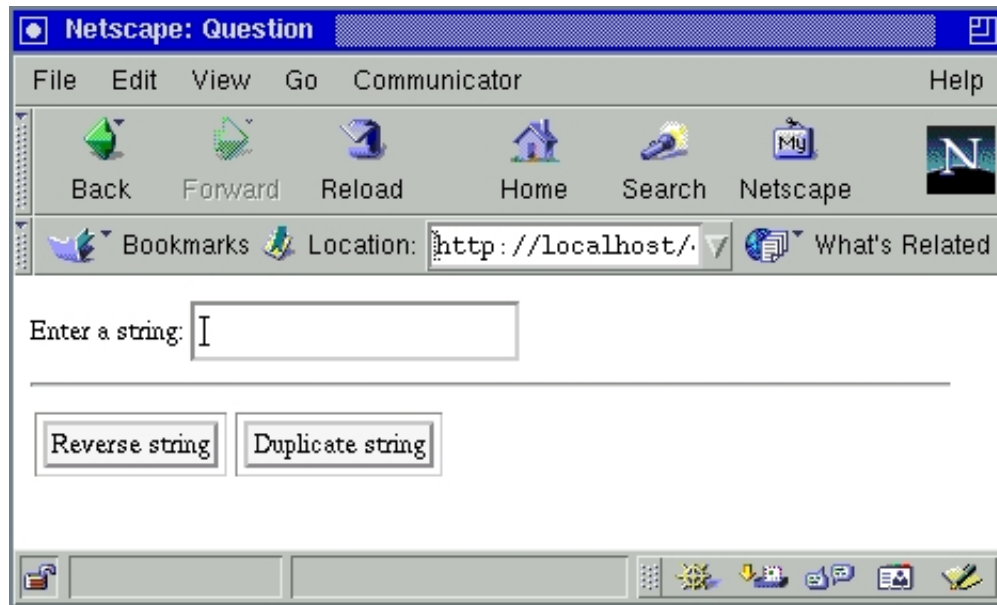 Netscape: Question
File Edit View Go Communicator Help
Back Forward Reload Home Search Netscape
My
N
Bookmarks Location: http://localhost/ What's Related
Enter a string:
Reverse string Duplicate string